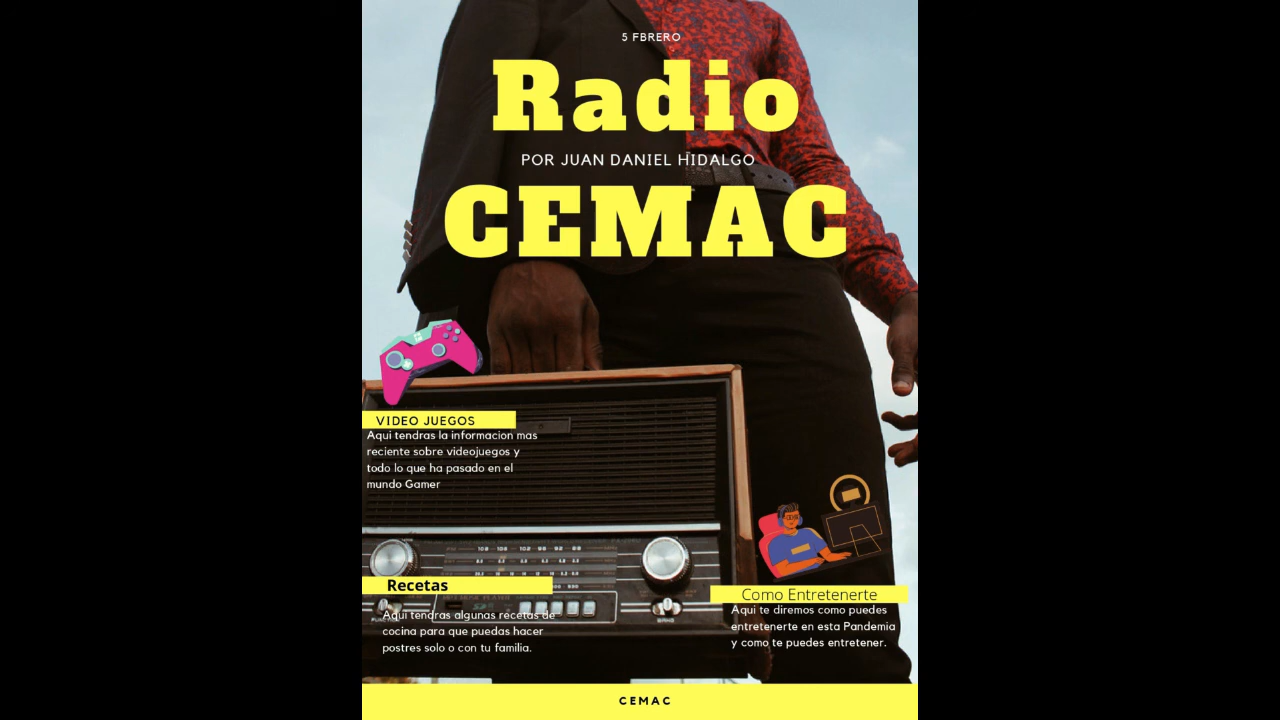 5 FBRERO
Radio
POR JUAN DANIEL HIDALGO
CEMAC
VIDEO JUEGOS
Aqui tendras la informacion mas
reciente sobre videojuegos y
todo lo que ha pasado en el
mundo Gamer
Recetas
Aqui tendras algunas recetas de
cocina para que puedas hacer
postres solo o con tu familia.
Como Entretenerte
Aqui te diremos como puedes
entretenerte en esta Pandemia
y como te puedes entretener.
CEMAC